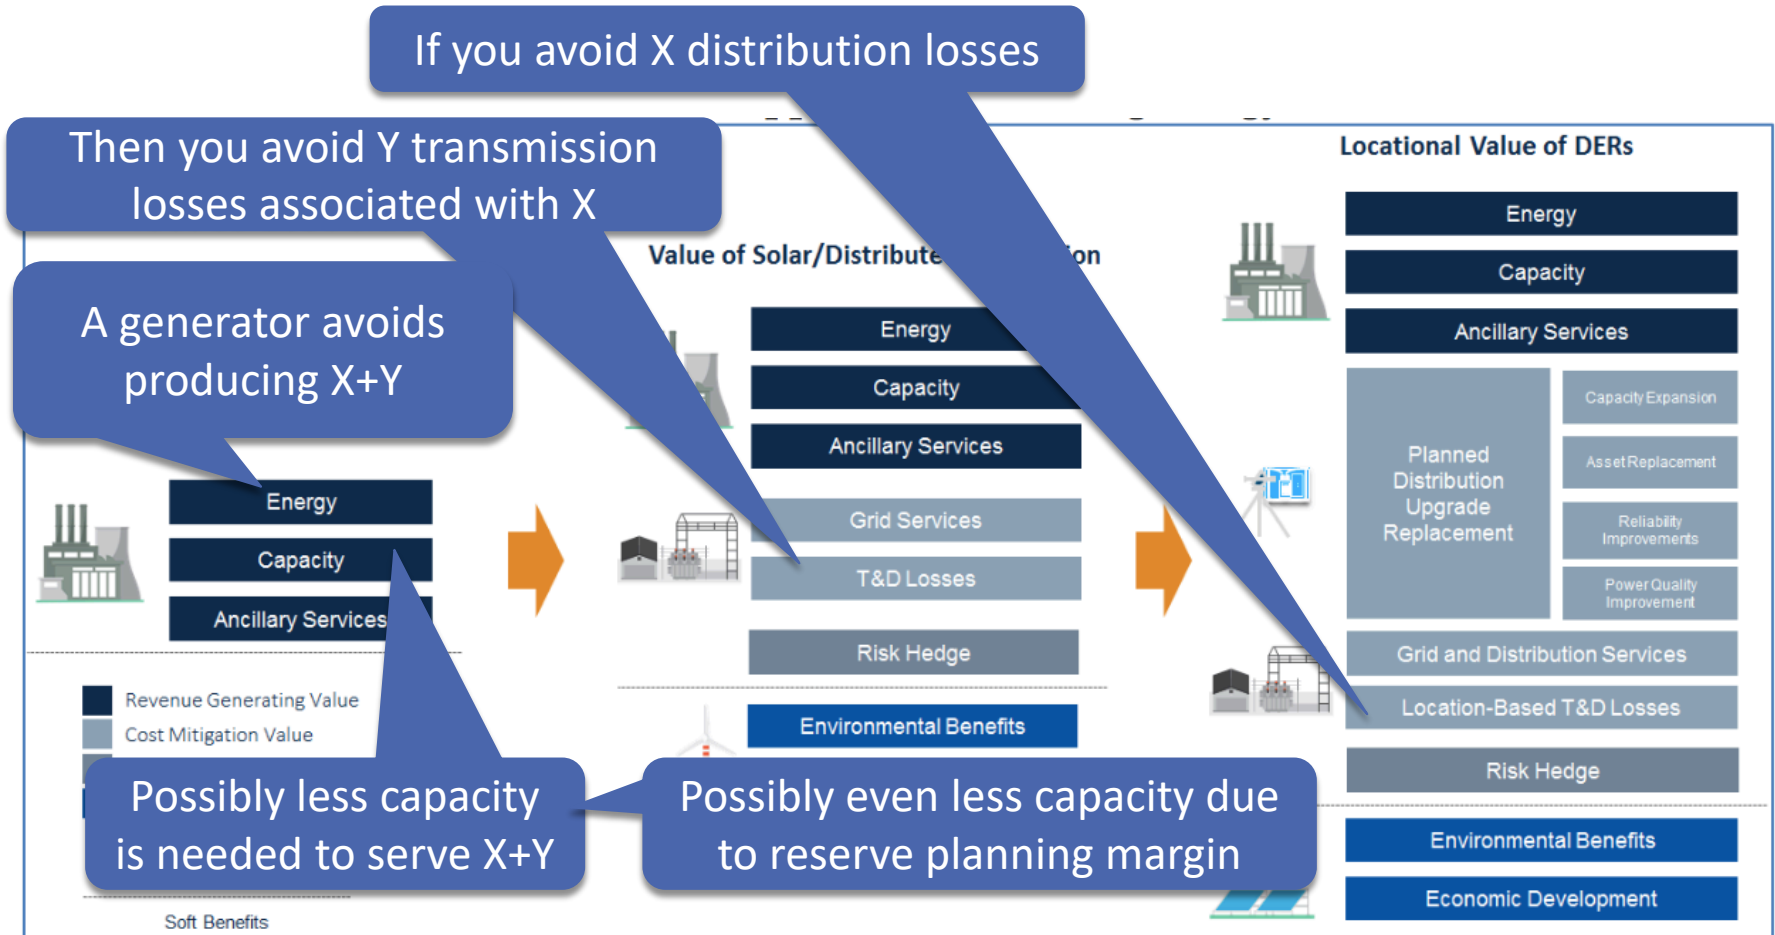 If you avoid X distribution losses
Then you avoid Y transmission
losses associated with X
A generator avoids
producing X+Y
Energy
Capacity
Ancillary Services
Revenue Generating Value
Cost Mitigation Value
Possibly less capacity
is needed to serve X+Y
Soft Benefits
Value of Solar/Distribute
on
Energy
Capacity
Ancillary Services
Grid Services
T&D Losses
Risk Hedge
Environmental Benefits
Possibly even less capacity due
to reserve planning margin
Locational Value of DERs
Energy
Capacity
Ancillary Services
Planned
Distribution
Upgrade
Replacement
Capacity Expansion
Asset Replacement
Reliability
Improvements
Power Quality
Improvement
Grid and Distribution Services
Location-Based T&D Losses
Risk Hedge
Environmental Benefits
Economic Development